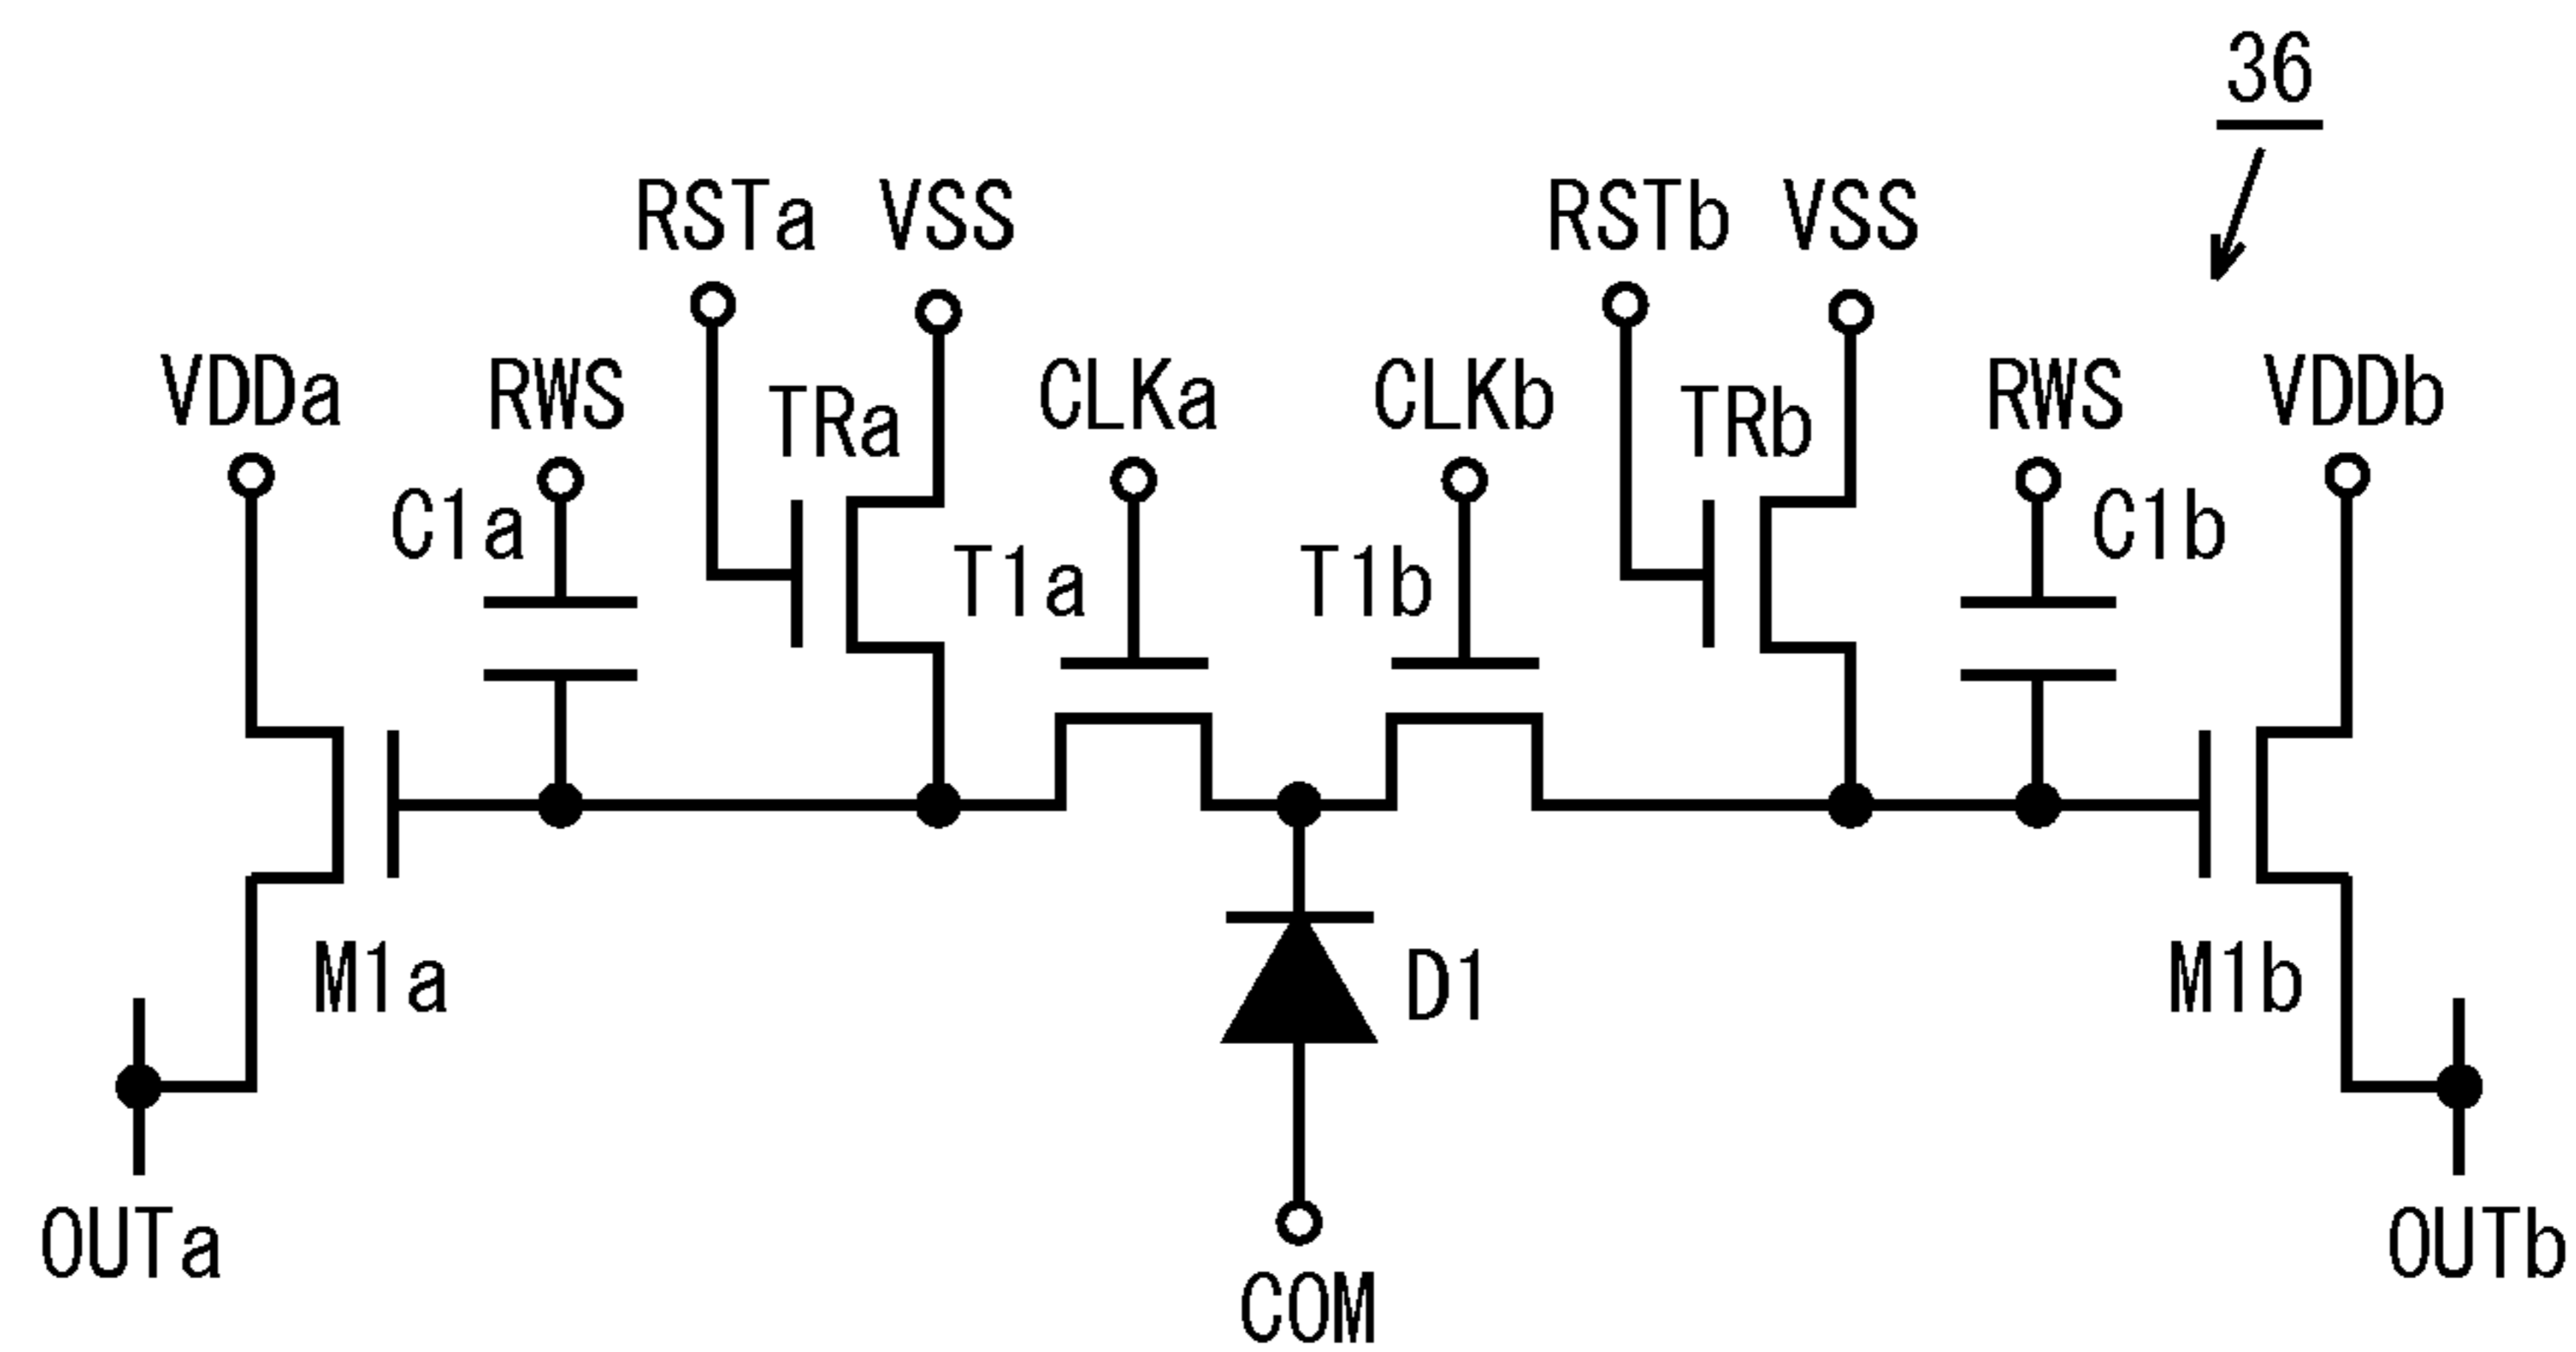 36
RSTa VSS RSTb VSS
VDDa RWS TRa CLKa CLKb TRb RWS VDDb
C1a T1a T1b C1b
M1a D1 M1b
OUTa COM OUTb